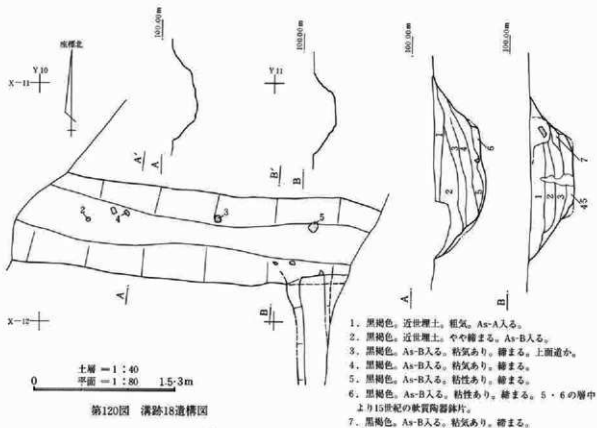 座標北
Y10
X-11
100.00m
100.00m
Y11
A'
A
B'
B
2
4
3
5
A
B
X-12
100.00m
100.00m
1
3
4
6
2
5
A
1
2
3
7
45
B
土層 = 1：40
平面 = 1：80
0 1.5·3m
第120図 溝跡18遺構図
1．黒褐色。近世埋土。粗気。As-A入る。
2．黒褐色。近世埋土。やや締まる。As-B入る。
3．黒褐色。As-B入る。粘気あり。締まる。上面道か。
4．黒褐色。As-B入る。粘気あり。締まる。
5．黒褐色。As-B入る。粘性あり。締まる。
6．黒褐色。As-B入る。粘性あり。締まる。5・6の層中
より15世紀の軟質陶器鉢片。
7．黒褐色。As-B入る。粘気あり。締まる。